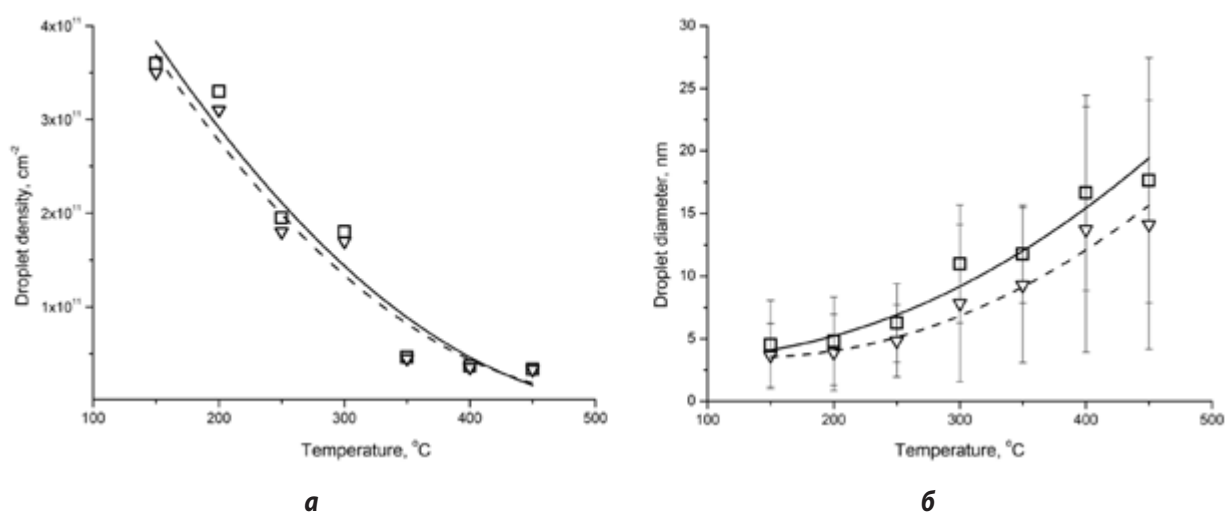 4x10¹¹
3x10¹¹
2x10¹¹
1x10¹¹
Droplet density, cm⁻²
100
200
300
400
500
Temperature, °C
а
30
25
20
15
10
5
0
Droplet diameter, nm
100
200
300
400
500
Temperature, °C
б